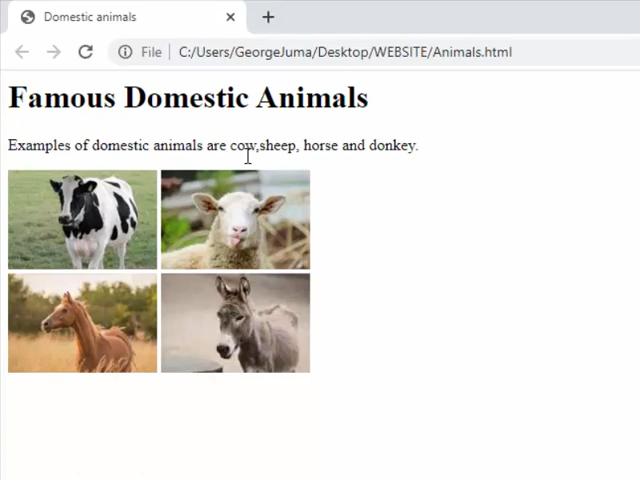 Domestic animals
File C:/Users/GeorgeJuma/Desktop/WEBSITE/Animals.html
Famous Domestic Animals
Examples of domestic animals are cow,sheep, horse and donkey.